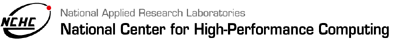 NCHC
National Applied Research Laboratories
National Center for High-Performance Computing